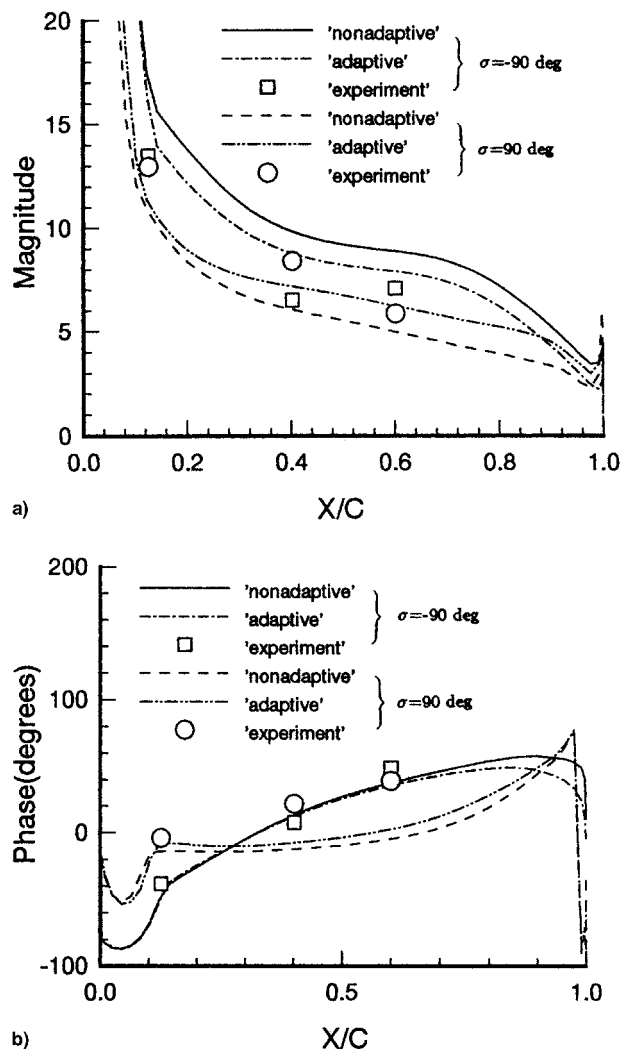 20
15
10
5
0
Magnitude
'nonadaptive'
'adaptive'
'experiment'
σ=-90 deg
'nonadaptive'
'adaptive'
'experiment'
σ=90 deg
0.0 0.2 0.4 0.6 0.8 1.0
a)
X/C
200
100
0
-100
Phase(degrees)
'nonadaptive'
'adaptive'
'experiment'
σ=-90 deg
'nonadaptive'
'adaptive'
'experiment'
σ=90 deg
0.0 0.5 1.0
b)
X/C